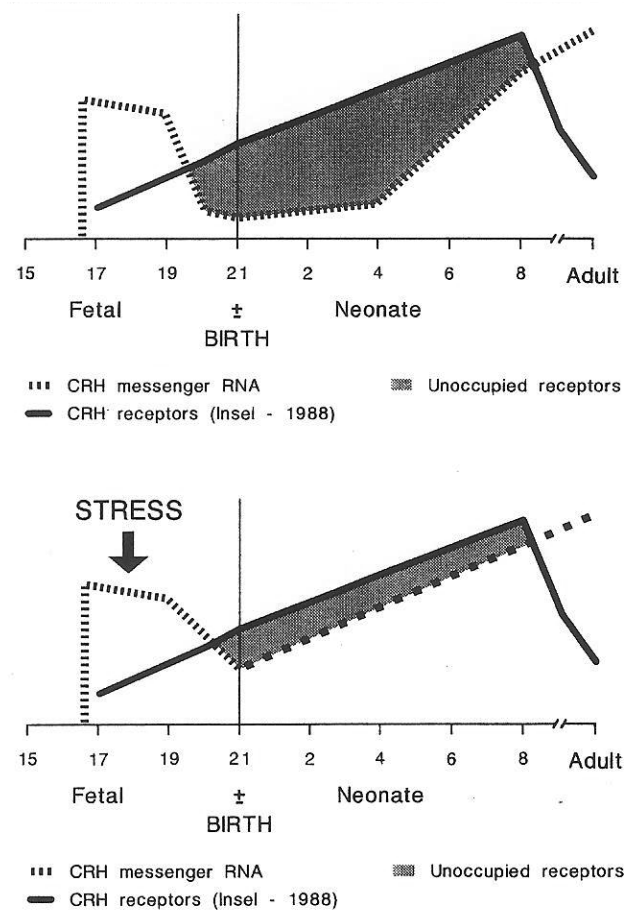 15 17 19 21 2 4 6 8 Adult
Fetal ± Neonate
BIRTH
CRH messenger RNA Unoccupied receptors
CRH receptors (Insel - 1988)
STRESS
15 17 19 21 2 4 6 8 Adult
Fetal ± Neonate
BIRTH
CRH messenger RNA Unoccupied receptors
CRH receptors (Insel - 1988)